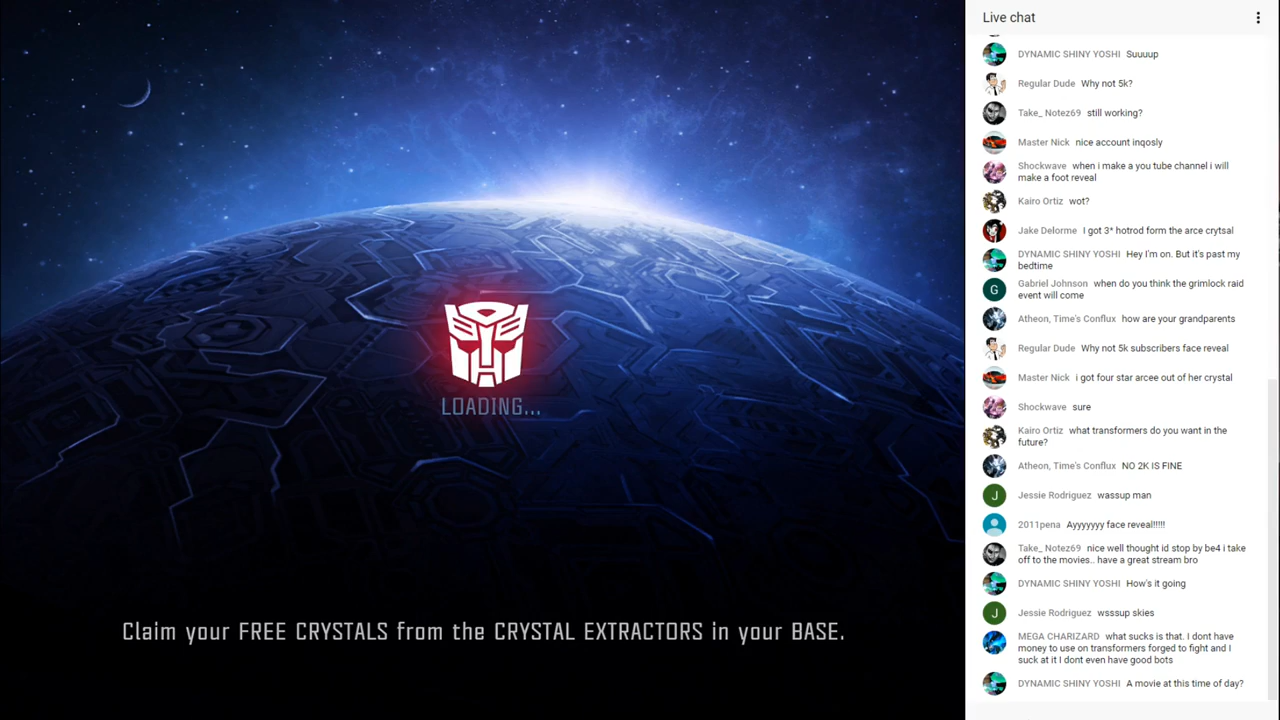 LOADING...
Claim your FREE CRYSTALS from the CRYSTAL EXTRACTORS in your BASE.
Live chat
DYNAMIC SHINY YOSHI Suuuup
Regular Dude Why not 5k?
Take_ Notez69 still working?
Master Nick nice account inqosly
Shockwave when i make a you tube channel i will
make a foot reveal
Kairo Ortiz wot?
Jake Delorme I got 3* hotrod form the arce crytsal
DYNAMIC SHINY YOSHI Hey I'm on. But it's past my
bedtime
G
Gabriel Johnson when do you think the grimlock raid
event will come
Atheon, Time's Conflux how are your grandparents
Regular Dude Why not 5k subscribers face reveal
Master Nick i got four star arcee out of her crystal
Shockwave sure
Kairo Ortiz what transformers do you want in the
future?
Atheon, Time's Conflux NO 2K IS FINE
J
Jessie Rodriguez wassup man
2011pena Ayyyyyyy face reveal!!!!!
Take_ Notez69 nice well thought id stop by be4 i take
off to the movies.. have a great stream bro
DYNAMIC SHINY YOSHI How's it going
J
Jessie Rodriguez wsssup skies
MEGA CHARIZARD what sucks is that. I dont have
money to use on transformers forged to fight and I
suck at it I dont even have good bots
DYNAMIC SHINY YOSHI A movie at this time of day?